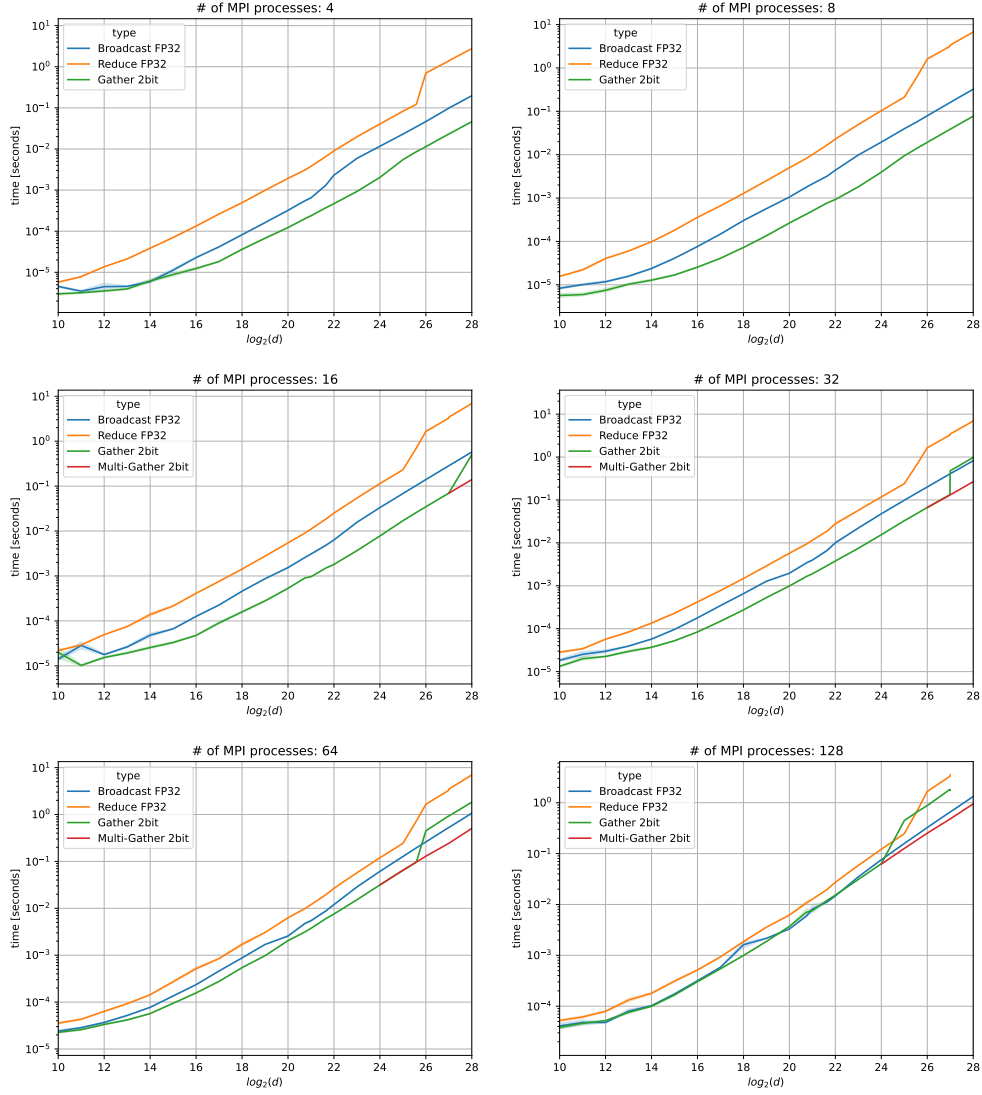 # of MPI processes: 4
type
Broadcast FP32
Reduce FP32
Gather 2bit
time [seconds]
10^1
10^0
10^-1
10^-2
10^-3
10^-4
10^-5
10 12 14 16 18 20 22 24 26 28
log_2(d)
# of MPI processes: 8
type
Broadcast FP32
Reduce FP32
Gather 2bit
time [seconds]
10^1
10^0
10^-1
10^-2
10^-3
10^-4
10^-5
10 12 14 16 18 20 22 24 26 28
log_2(d)
# of MPI processes: 16
type
Broadcast FP32
Reduce FP32
Gather 2bit
Multi-Gather 2bit
time [seconds]
10^1
10^0
10^-1
10^-2
10^-3
10^-4
10^-5
10 12 14 16 18 20 22 24 26 28
log_2(d)
# of MPI processes: 32
type
Broadcast FP32
Reduce FP32
Gather 2bit
Multi-Gather 2bit
time [seconds]
10^1
10^0
10^-1
10^-2
10^-3
10^-4
10^-5
10 12 14 16 18 20 22 24 26 28
log_2(d)
# of MPI processes: 64
type
Broadcast FP32
Reduce FP32
Gather 2bit
Multi-Gather 2bit
time [seconds]
10^1
10^0
10^-1
10^-2
10^-3
10^-4
10^-5
10 12 14 16 18 20 22 24 26 28
log_2(d)
# of MPI processes: 128
type
Broadcast FP32
Reduce FP32
Gather 2bit
Multi-Gather 2bit
time [seconds]
10^0
10^-1
10^-2
10^-3
10^-4
10 12 14 16 18 20 22 24 26 28
log_2(d)